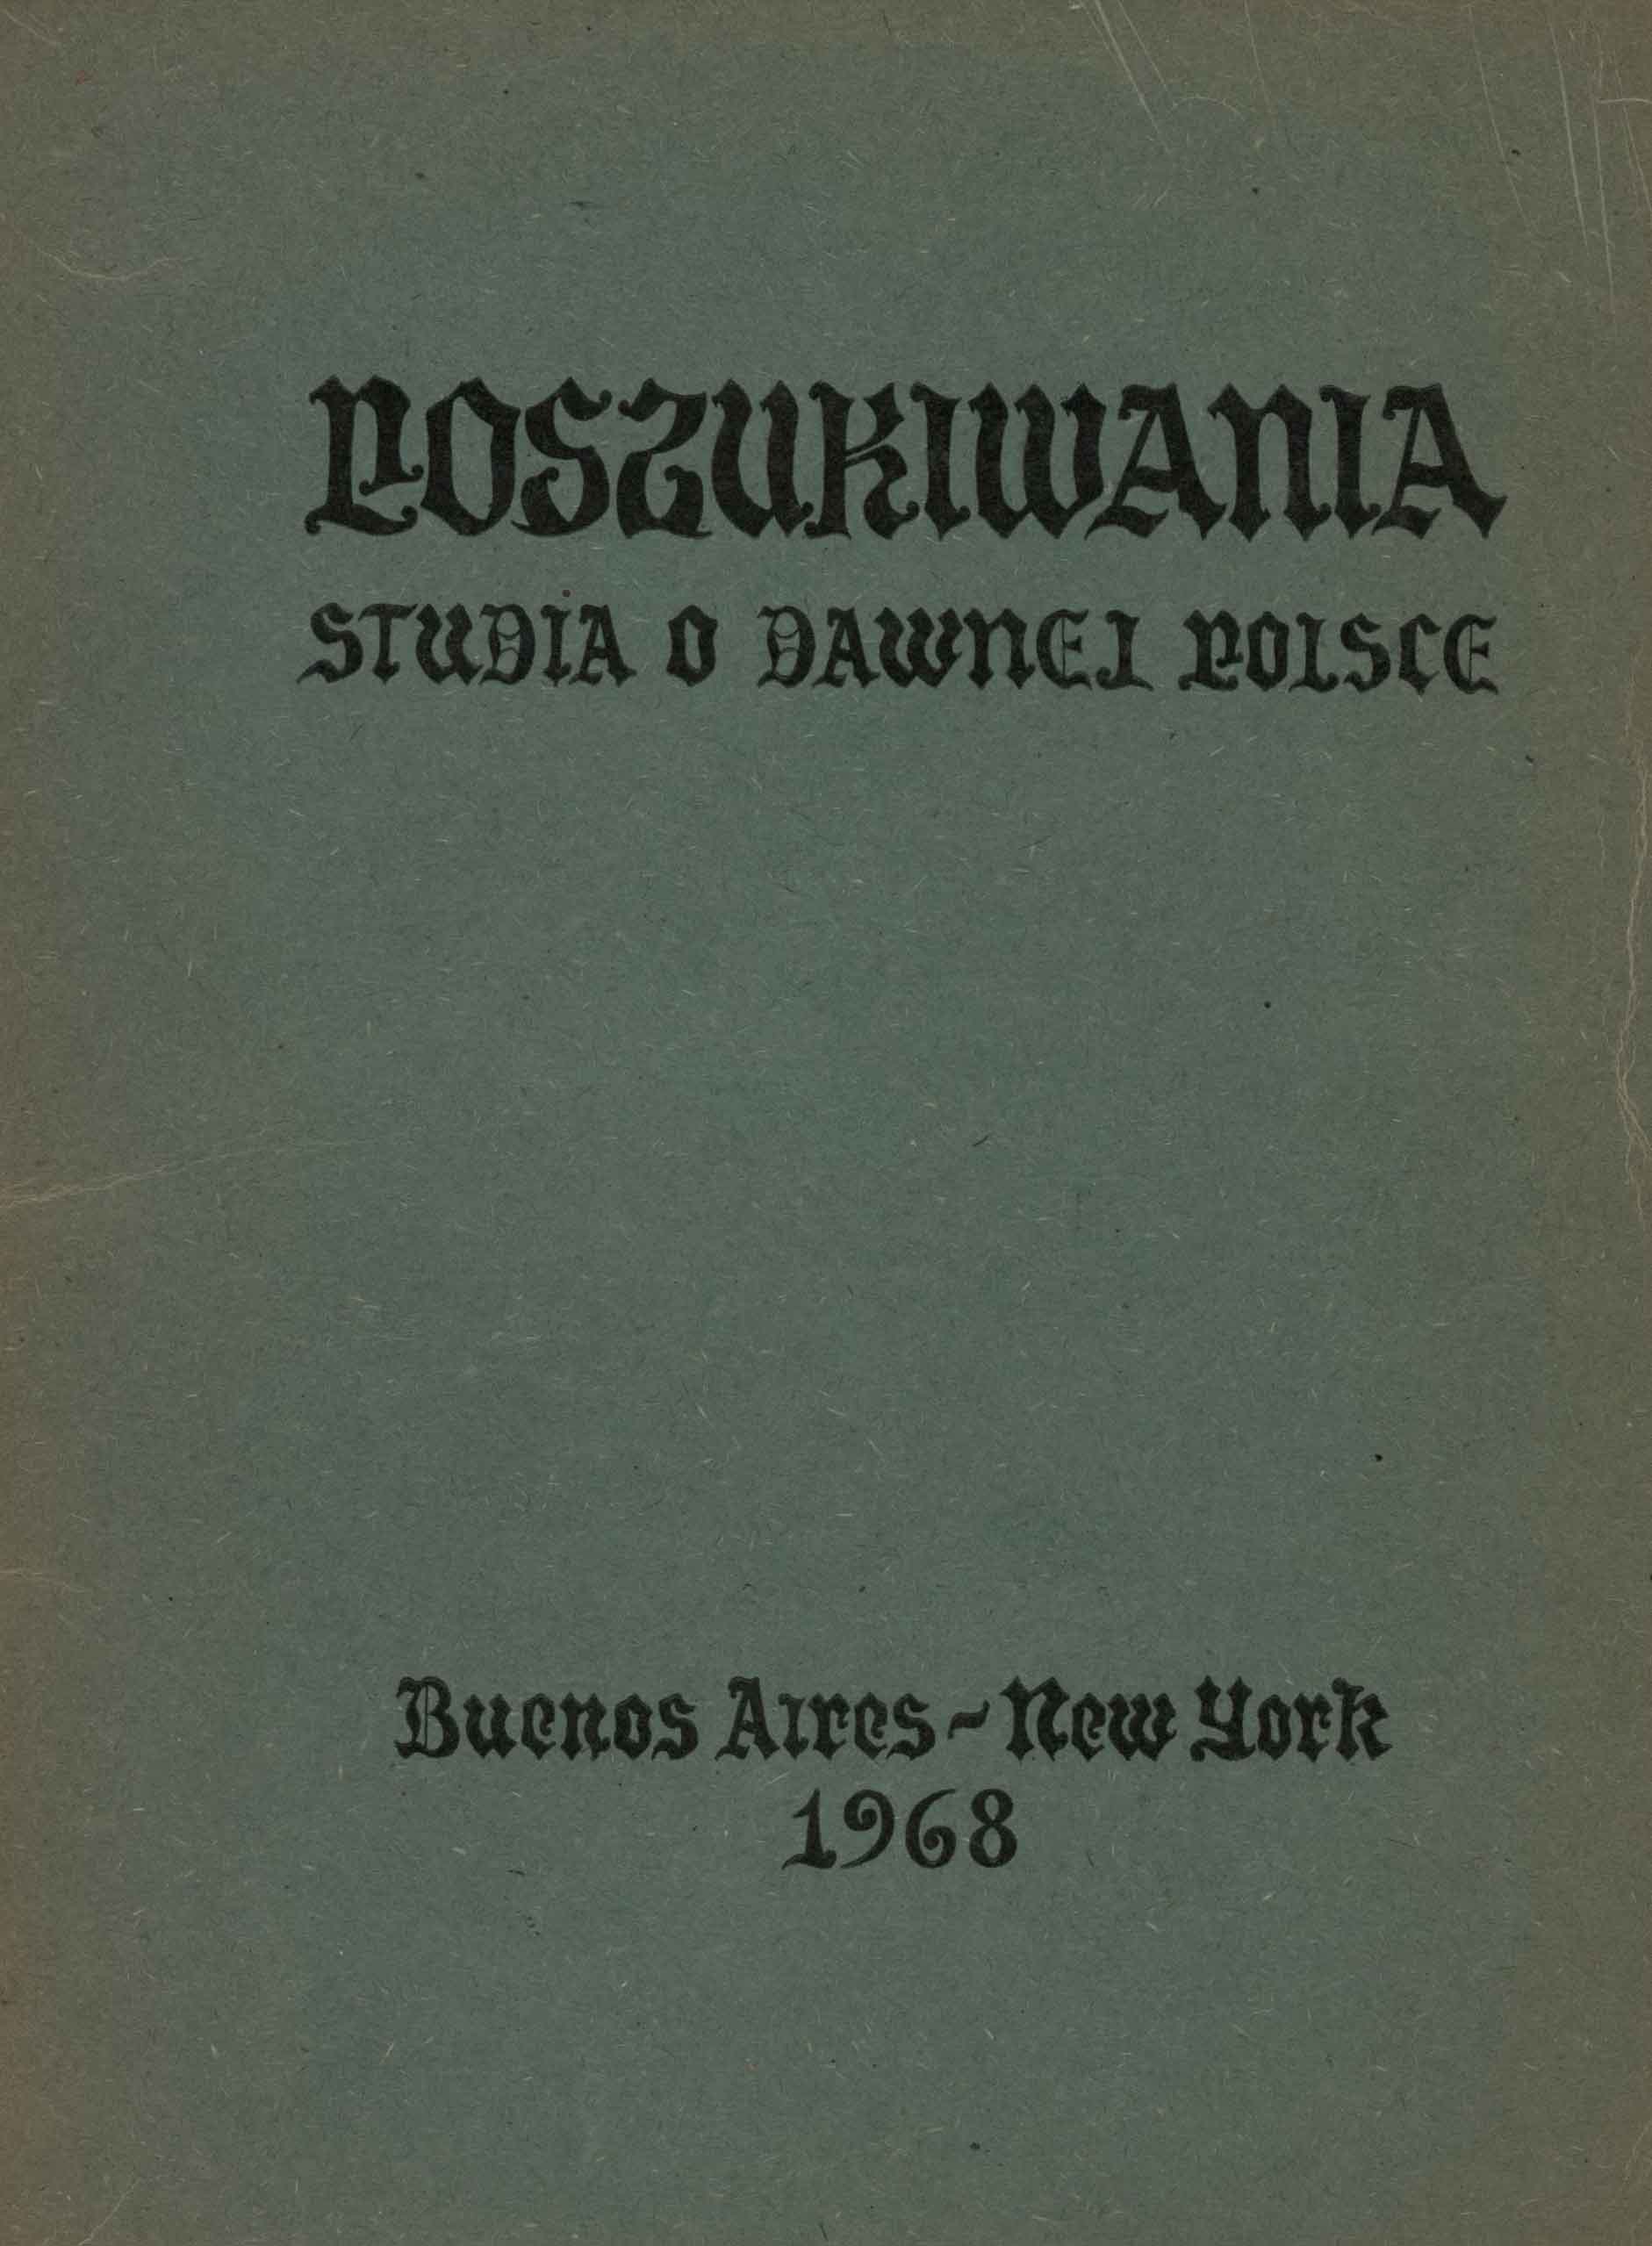 POSZUKIWANIA
STUDIA O DAWNEJ POLSCE
Buenos Aires - New York
1968